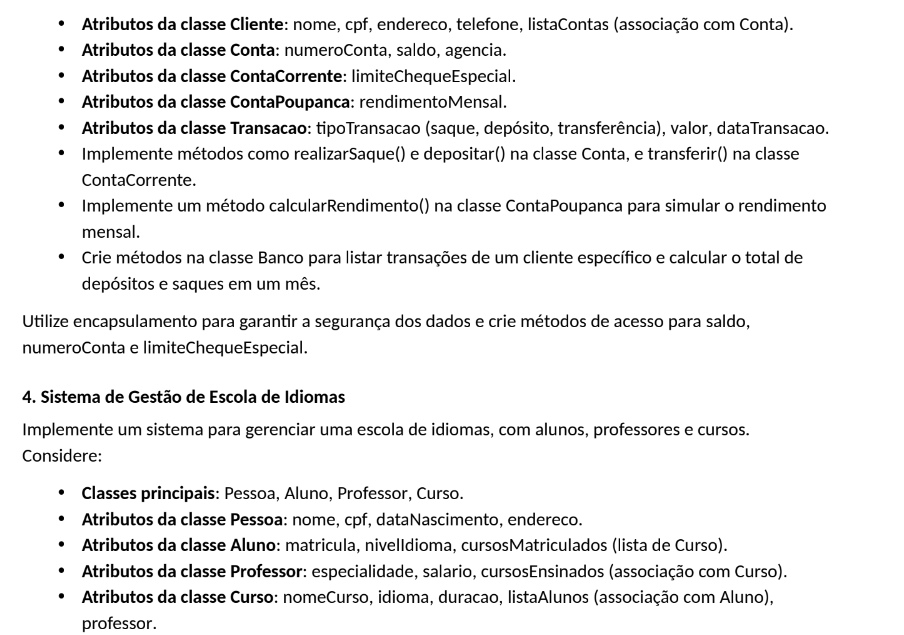 • Atributos da classe Cliente: nome, cpf, endereco, telefone, listaContas (associação com Conta).
• Atributos da classe Conta: numeroConta, saldo, agencia.
• Atributos da classe ContaCorrente: limiteChequeEspecial.
• Atributos da classe ContaPoupanca: rendimentoMensal.
• Atributos da classe Transacao: tipoTransacao (saque, depósito, transferência), valor, dataTransacao.
• Implemente métodos como realizarSaque() e depositar() na classe Conta, e transferir() na classe
ContaCorrente.
• Implemente um método calcularRendimento() na classe ContaPoupanca para simular o rendimento
mensal.
• Crie métodos na classe Banco para listar transações de um cliente específico e calcular o total de
depósitos e saques em um mês.
Utilize encapsulamento para garantir a segurança dos dados e crie métodos de acesso para saldo,
numeroConta e limiteChequeEspecial.
4. Sistema de Gestão de Escola de Idiomas
Implemente um sistema para gerenciar uma escola de idiomas, com alunos, professores e cursos.
Considere:
• Classes principais: Pessoa, Aluno, Professor, Curso.
• Atributos da classe Pessoa: nome, cpf, dataNascimento, endereco.
• Atributos da classe Aluno: matricula, nivelIdioma, cursosMatriculados (lista de Curso).
• Atributos da classe Professor: especialidade, salario, cursosEnsinados (associação com Curso).
• Atributos da classe Curso: nomeCurso, idioma, duracao, listaAlunos (associação com Aluno),
professor.